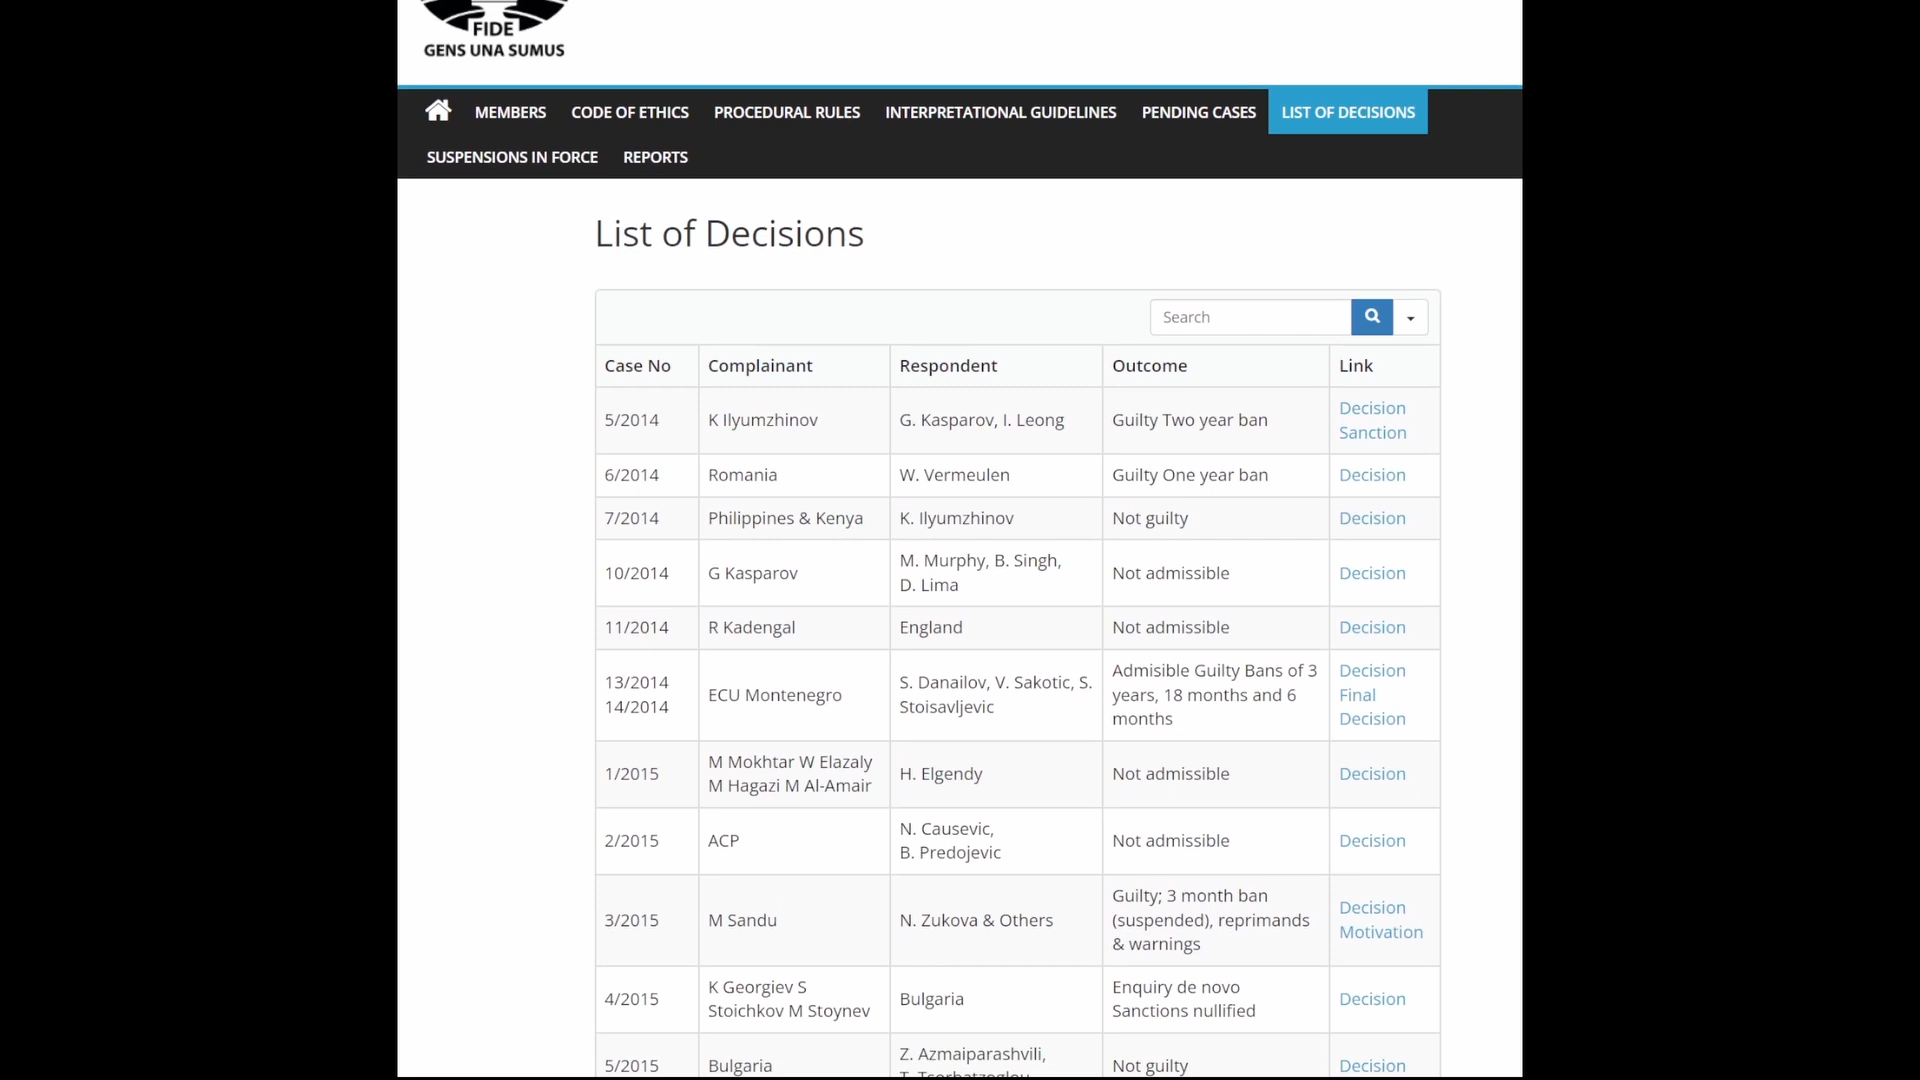 FIDE
GENS UNA SUMUS
MEMBERS CODE OF ETHICS PROCEDURAL RULES INTERPRETATIONAL GUIDELINES PENDING CASES LIST OF DECISIONS
SUSPENSIONS IN FORCE REPORTS
List of Decisions
Search
Case No Complainant Respondent Outcome Link
5/2014 K Ilyumzhinov G. Kasparov, I. Leong Guilty Two year ban Decision
Sanction
6/2014 Romania W. Vermeulen Guilty One year ban Decision
7/2014 Philippines & Kenya K. Ilyumzhinov Not guilty Decision
10/2014 G Kasparov M. Murphy, B. Singh,
D. Lima Not admissible Decision
11/2014 R Kadengal England Not admissible Decision
13/2014
14/2014 ECU Montenegro S. Danailov, V. Sakotic, S.
Stoisavljevic Admisible Guilty Bans of 3
years, 18 months and 6
months Decision
Final
Decision
1/2015 M Mokhtar W Elazaly
M Hagazi M Al-Amair H. Elgendy Not admissible Decision
2/2015 ACP N. Causevic,
B. Predojevic Not admissible Decision
3/2015 M Sandu N. Zukova & Others Guilty; 3 month ban
(suspended), reprimands
& warnings Decision
Motivation
4/2015 K Georgiev S
Stoichkov M Stoynev Bulgaria Enquiry de novo
Sanctions nullified Decision
5/2015 Bulgaria Z. Azmaiparashvili, Not guilty Decision